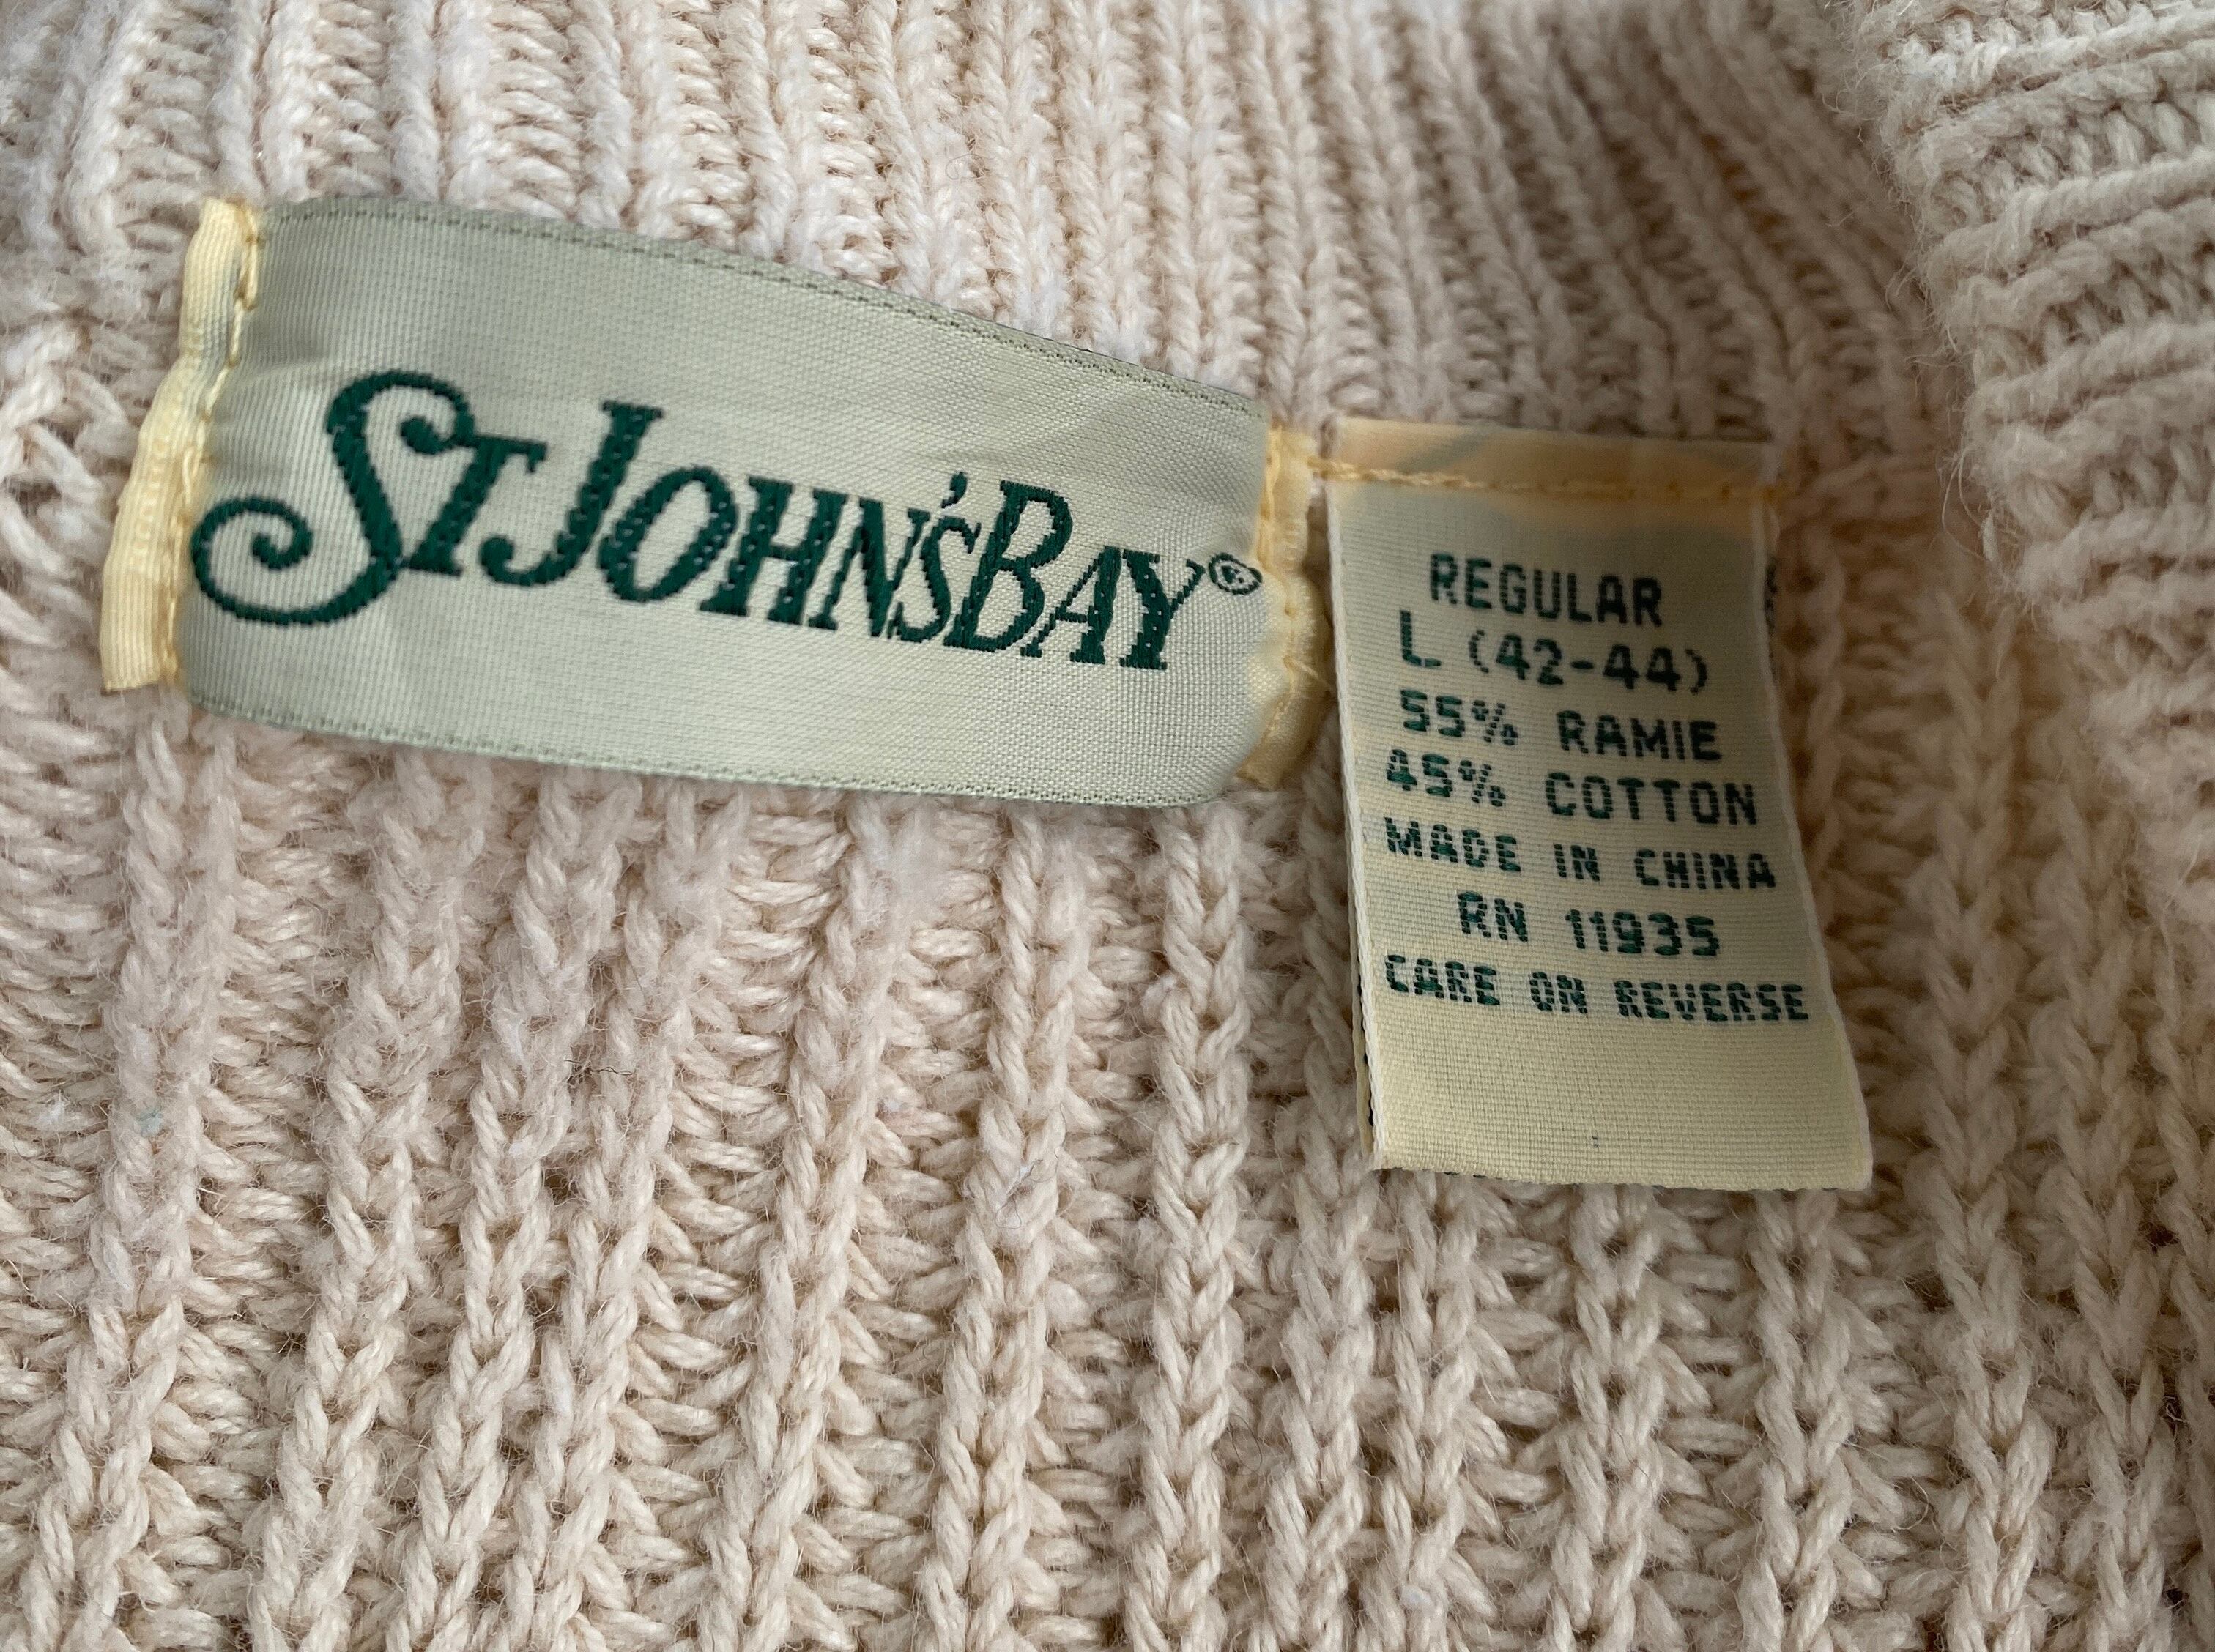 St John's Bay®
REGULAR
L (42-44)
55% RAMIE
45% COTTON
MADE IN CHINA
RN 11935
CARE ON REVERSE